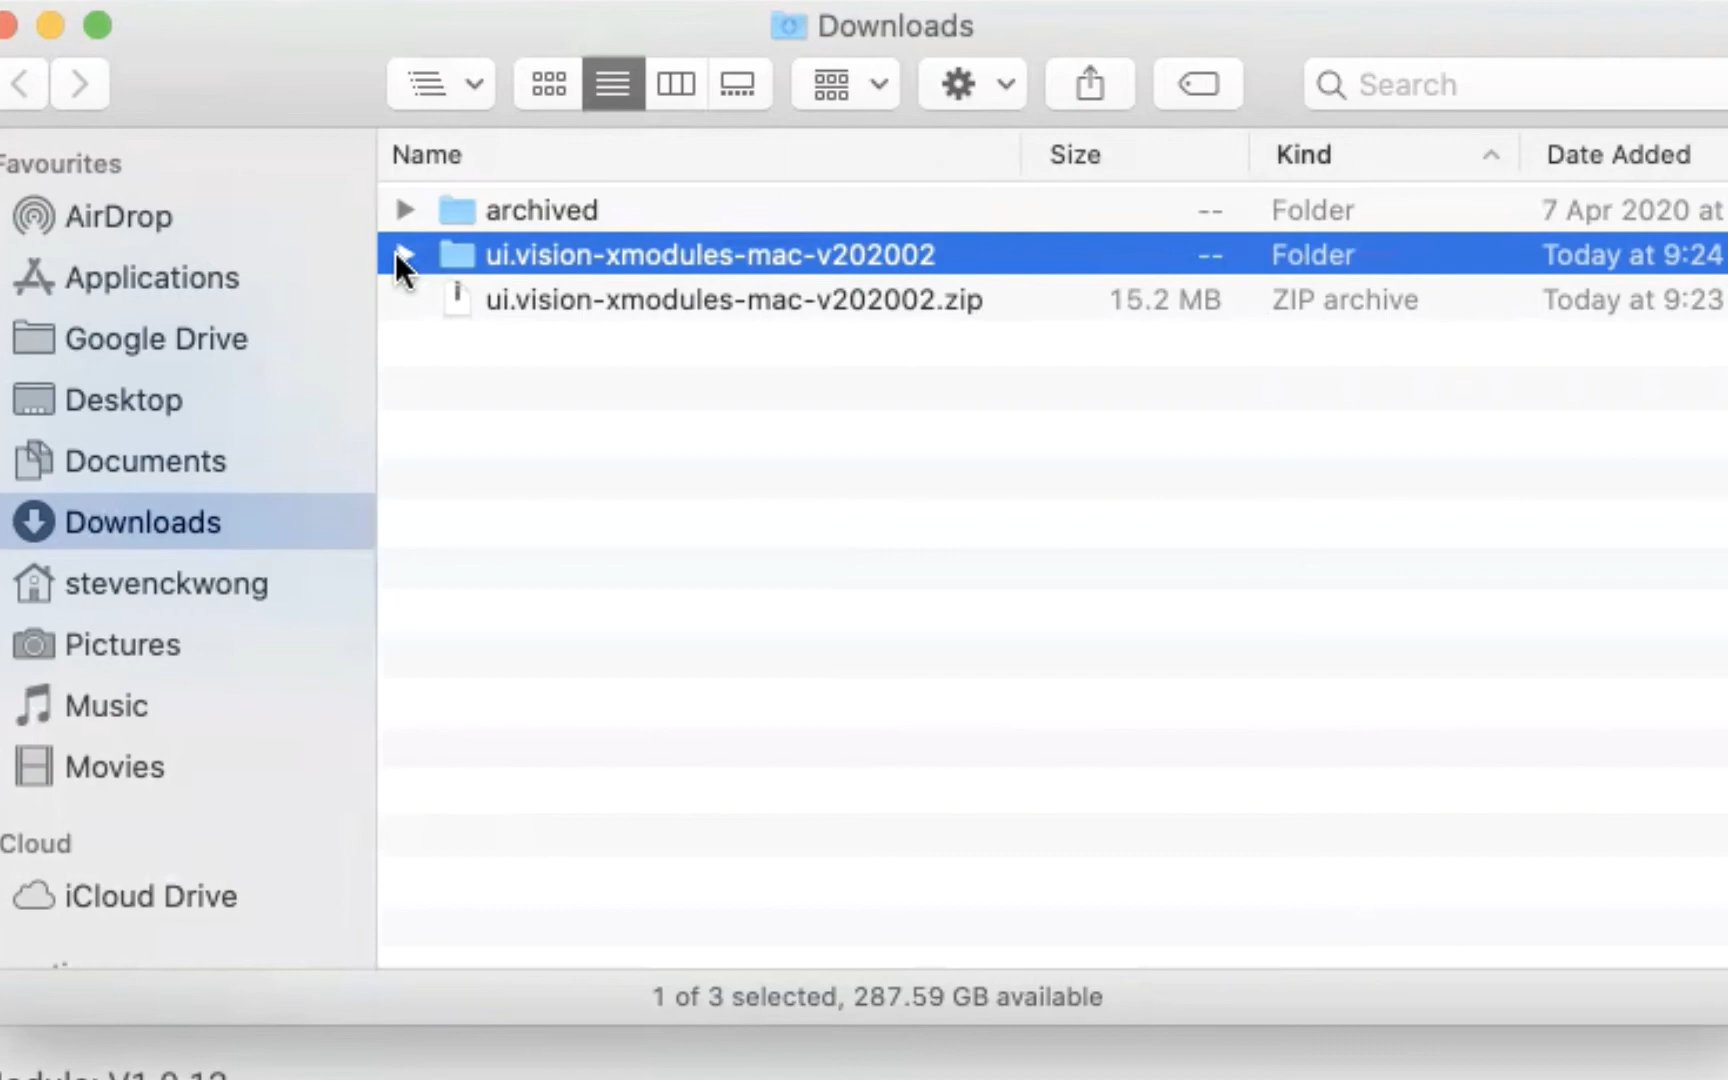 Downloads
Search
Favourites
AirDrop
Applications
Google Drive
Desktop
Documents
Downloads
stevenckwong
Pictures
Music
Movies
Cloud
iCloud Drive
Name Size Kind Date Added
archived -- Folder 7 Apr 2020 at
ui.vision-xmodules-mac-v202002 -- Folder Today at 9:24
ui.vision-xmodules-mac-v202002.zip 15.2 MB ZIP archive Today at 9:23
1 of 3 selected, 287.59 GB available